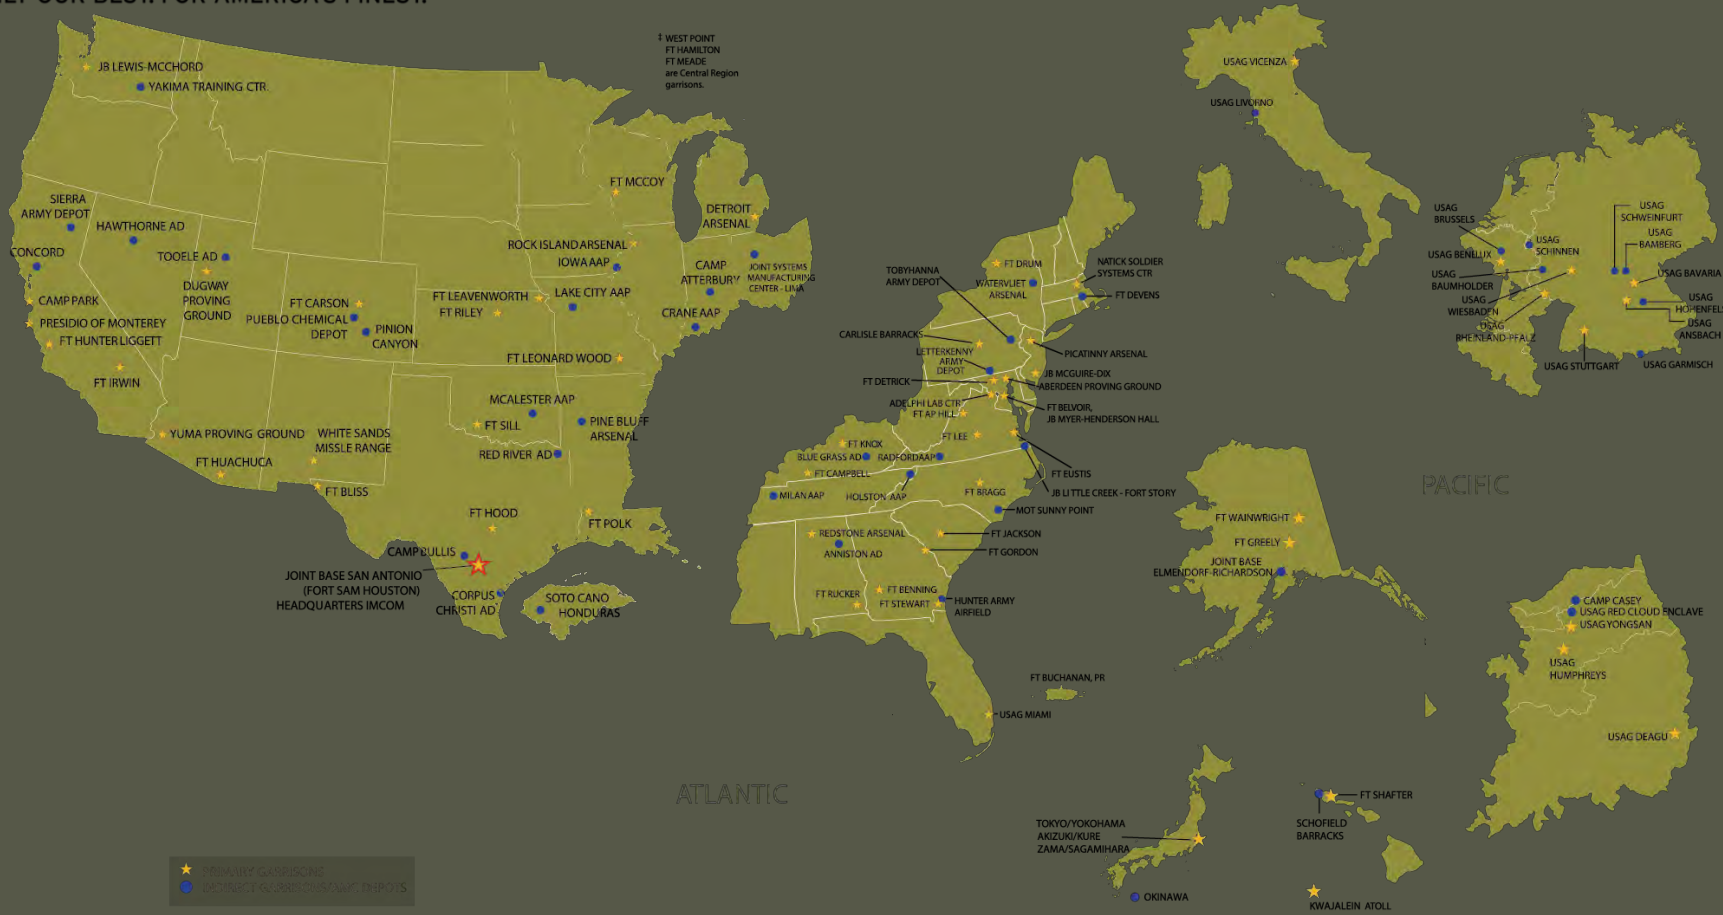 OUR BEST. FOR AMERICA'S FINEST.
‡ WEST POINT
FT HAMILTON
FT MEADE
are Central Region
garrisons.
JB LEWIS-MCCHORD
YAKIMA TRAINING CTR.
SIERRA
ARMY DEPOT
HAWTHORNE AD
CONCORD
TOOELE AD
DUGWAY
PROVING
GROUND
CAMP PARK
PRESIDIO OF MONTEREY
FT HUNTER LIGGETT
FT IRWIN
FT CARSON
PUEBLO CHEMICAL
DEPOT
PINION
CANYON
YUMA PROVING GROUND
WHITE SANDS
MISSLE RANGE
FT HUACHUCA
FT BLISS
FT MCCOY
DETROIT
ARSENAL
ROCK ISLAND ARSENAL
IOWA AAP
CAMP
ATTERBURY
JOINT SYSTEMS
MANUFACTURING
CENTER - LIMA
FT LEAVENWORTH
FT RILEY
LAKE CITY AAP
CRANE AAP
FT LEONARD WOOD
MCALESTER AAP
FT SILL
PINE BLUFF
ARSENAL
RED RIVER AD
FT HOOD
FT POLK
CAMP BULLIS
JOINT BASE SAN ANTONIO
(FORT SAM HOUSTON)
HEADQUARTERS IMCOM
CORPUS
CHRISTI AD
SOTO CANO
HONDURAS
FT DRUM
WATERVLIET
ARSENAL
NATICK SOLDIER
SYSTEMS CTR
FT DEVENS
TOBYHANNA
ARMY DEPOT
CARLISLE BARRACKS
LETTERKENNY
ARMY
DEPOT
PICATINNY ARSENAL
JB MCGUIRE-DIX
FT DETRICK
ABERDEEN PROVING GROUND
ADELPHI LAB CTR
FT AP HILL
FT BELVOIR,
JB MYER-HENDERSON HALL
FT LEE
FT KNOX
BLUE GRASS AD
RADFORDAAP
FT CAMPBELL
FT EUSTIS
MILAN AAP
HOLSTON AAP
FT BRAGG
JB LITTLE CREEK - FORT STORY
MOT SUNNY POINT
REDSTONE ARSENAL
FT JACKSON
ANNISTON AD
FT GORDON
FT RUCKER
FT BENNING
FT STEWART
HUNTER ARMY
AIRFIELD
FT BUCHANAN, PR
USAG MIAMI
ATLANTIC
USAG VICENZA
USAG LIVORNO
USAG
BRUSSELS
USAG BENELUX
USAG
SCHINNEN
USAG
SCHWEINFURT
USAG
BAMBERG
USAG
BAUMHOLDER
USAG BAVARIA
USAG
WIESBADEN
USAG
HOHENFELS
USAG
RHEINLAND-PFALZ
USAG
ANSBACH
USAG STUTTGART
USAG GARMISCH
PACIFIC
FT WAINWRIGHT
FT GREELY
JOINT BASE
ELMENDORF-RICHARDSON
CAMP CASEY
USAG RED CLOUD ENCLAVE
USAG YONGSAN
USAG
HUMPHREYS
USAG DEAGU
TOKYO/YOKOHAMA
AKIZUKI/KURE
ZAMA/SAGAMIHARA
OKINAWA
FT SHAFTER
SCHOFIELD
BARRACKS
KWAJALEIN ATOLL
PRIMARY GARRISONS